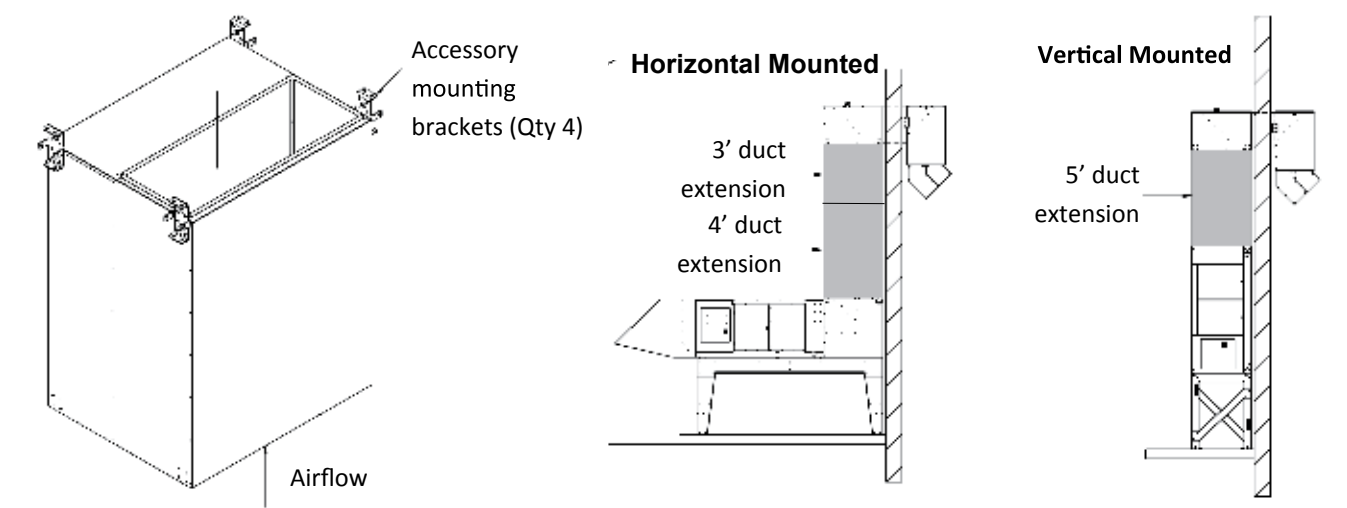 Accessory
mounting
brackets (Qty 4)
Airflow
Horizontal Mounted
3’ duct
extension
4’ duct
extension
Vertical Mounted
5’ duct
extension